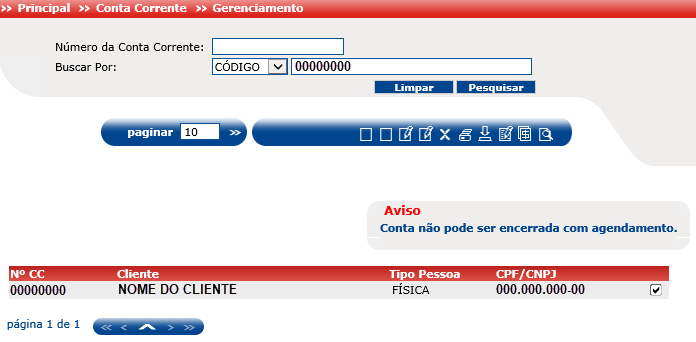 >> Principal >> Conta Corrente >> Gerenciamento
Número da Conta Corrente:
Buscar Por: CÓDIGO 00000000
Limpar Pesquisar
paginar 10 >>
Aviso
Conta não pode ser encerrada com agendamento.
Nº CC Cliente Tipo Pessoa CPF/CNPJ
00000000 NOME DO CLIENTE FÍSICA 000.000.000-00
página 1 de 1 << < > >>